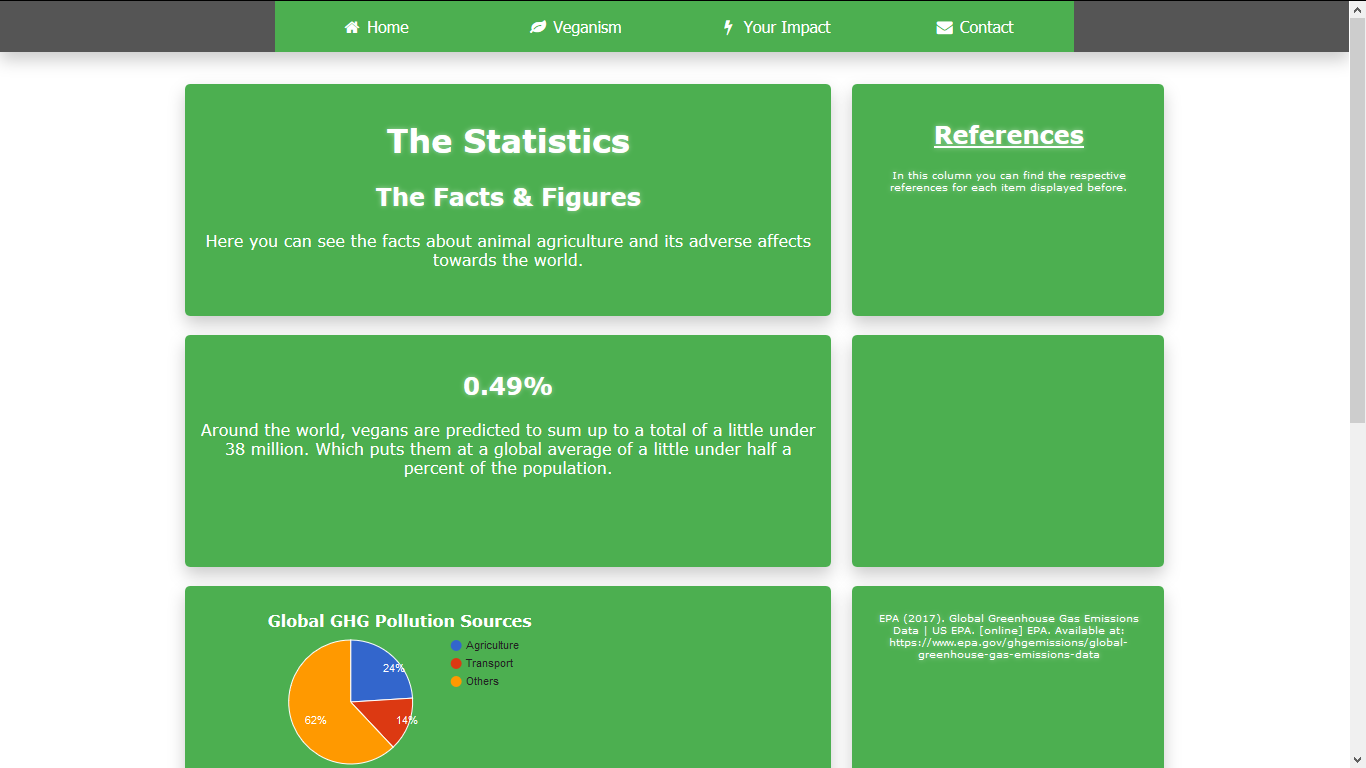 Home
Veganism
Your Impact
Contact
The Statistics
The Facts & Figures
Here you can see the facts about animal agriculture and its adverse affects
towards the world.
References
In this column you can find the respective
references for each item displayed before.
0.49%
Around the world, vegans are predicted to sum up to a total of a little under
38 million. Which puts them at a global average of a little under half a
percent of the population.
Global GHG Pollution Sources
24%
14%
62%
Agriculture
Transport
Others
EPA (2017). Global Greenhouse Gas Emissions
Data | US EPA. [online] EPA. Available at:
https://www.epa.gov/ghgemissions/global-
greenhouse-gas-emissions-data